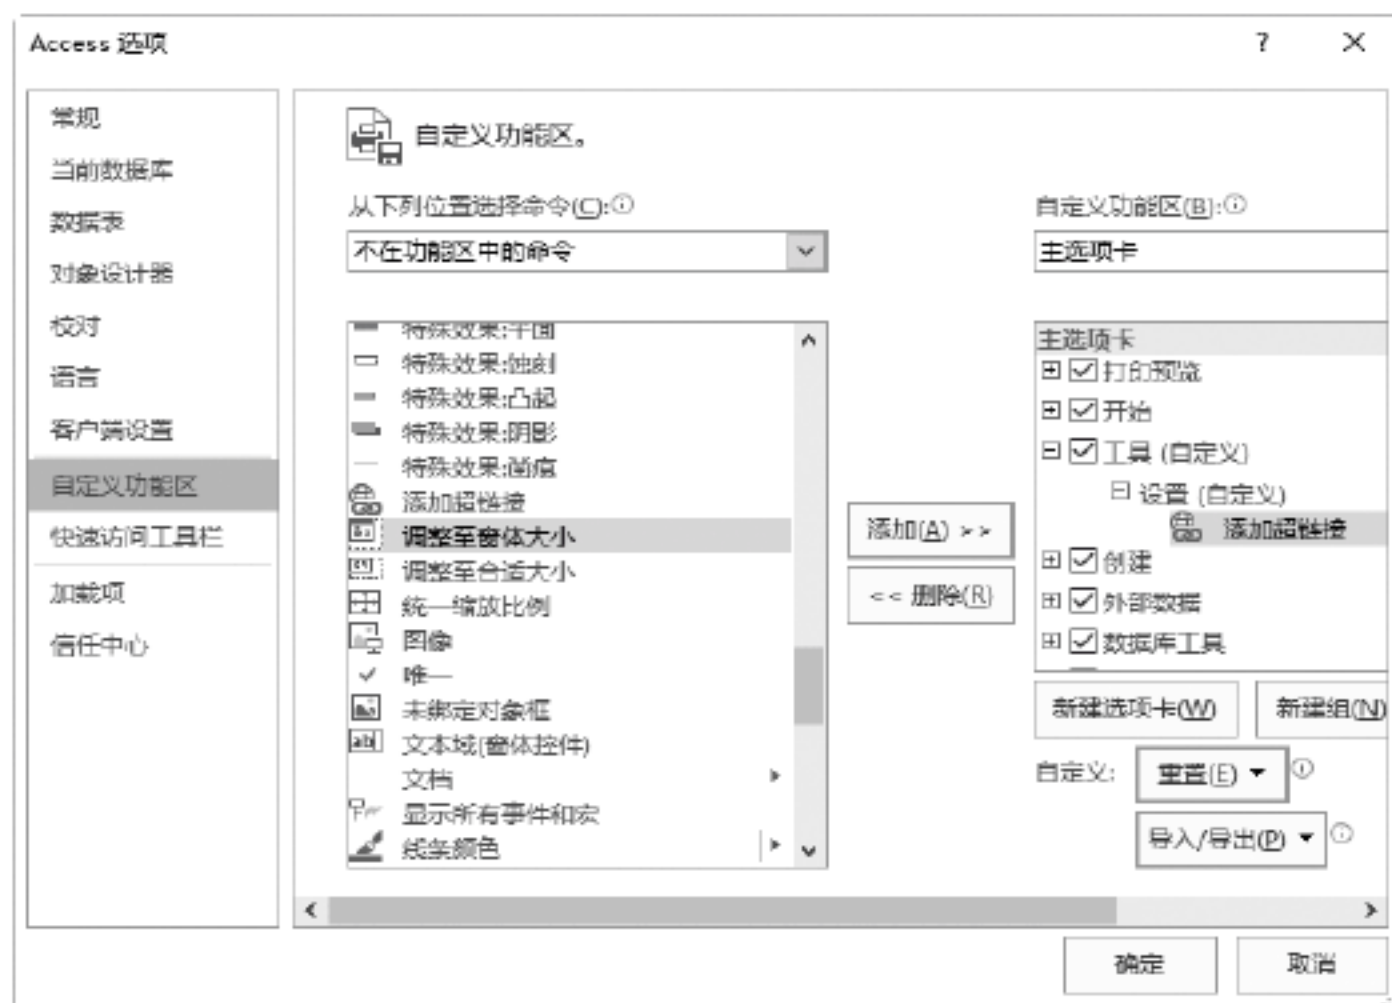 Access 选项
?
常规
当前数据库
数据表
对象设计器
校对
语言
客户端设置
自定义功能区
快速访问工具栏
加载项
信任中心
自定义功能区。
从下列位置选择命令(C):
不在功能区中的命令
特殊效果:平面
特殊效果:蚀刻
特殊效果:凸起
特殊效果:阴影
特殊效果:凿痕
添加超链接
调整至窗体大小
调整至合适大小
统一缩放比例
图像
唯一
未绑定对象框
文本域(窗体控件)
文档
显示所有事件和宏
线条颜色
添加(A) >>
<< 删除(R)
自定义功能区(B):
主选项卡
主选项卡
打印预览
开始
工具 (自定义)
设置 (自定义)
添加超链接
创建
外部数据
数据库工具
新建选项卡(W)
新建组(N)
自定义:
重置(E)
导入/导出(P)
确定
取消